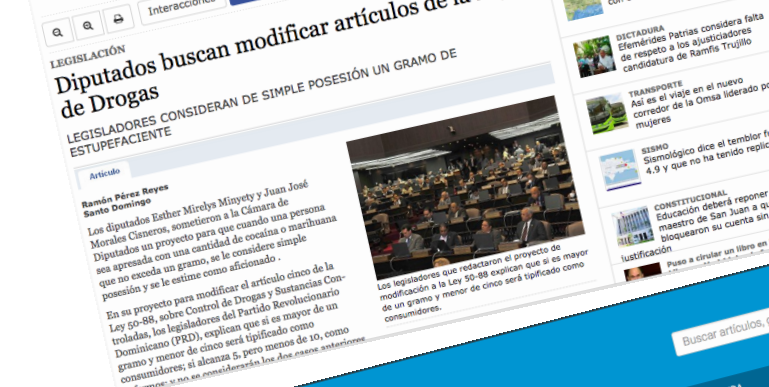 Interacciones
LEGISLACIÓN
Diputados buscan modificar artículos de la
de Drogas
LEGISLADORES CONSIDERAN DE SIMPLE POSESIÓN UN GRAMO DE
ESTUPEFACIENTE
Artículo
Ramón Pérez Reyes
Santo Domingo
Los diputados Esther Mirelys Minyety y Juan José
Morales Cisneros, sometieron a la Cámara de
Diputados un proyecto para que cuando una persona
sea apresada con una cantidad de cocaína o marihuana
que no exceda un gramo, se le considere simple
posesión y se le estime como aficionado .
En su proyecto para modificar el artículo cinco de la
Ley 50-88, sobre Control de Drogas y Sustancias Con-
troladas, los legisladores del Partido Revolucionario
Dominicano (PRD), explican que si es mayor de un
gramo y menor de cinco será tipificado como
consumidores; si alcanza 5, pero menos de 10, como
y no se considerarán los dos casos anteriores
Los legisladores que redactaron el proyecto de
modificación a la Ley 50-88 explican que si es mayor
de un gramo y menor de cinco será tipificado como
consumidores.
con
DICTADURA
Efemérides Patrias considera falta
de respeto a los ajusticiadores
candidatura de Ramfis Trujillo
TRANSPORTE
Así es el viaje en el nuevo
corredor de la Omsa liderado po
mujeres
SISMO
Sismológico dice el temblor f
4.9 y que no ha tenido replic
CONSTITUCIONAL
Educación deberá reponer
maestro de San Juan a qu
bloquearon su cuenta sin
justificación
Puso a cirular un libro en
Buscar artículos,